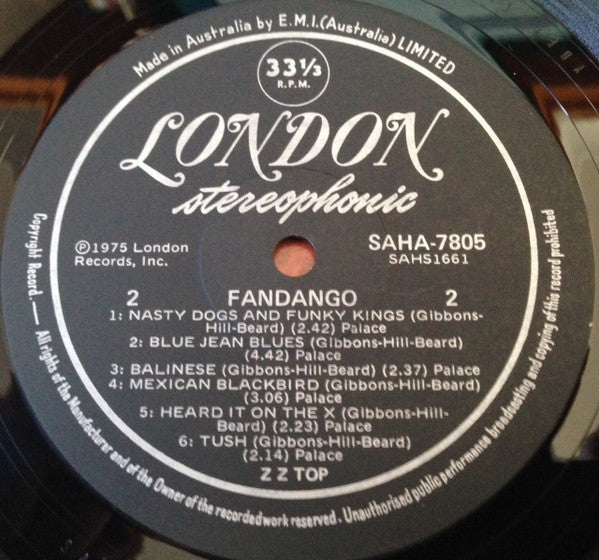 Made in Australia by E.M.I. (Australia) LIMITED
33⅓
R.P.M.
LONDON
stereophonic
℗1975 London
Records, Inc.
SAHA-7805
SAHS1661
2 FANDANGO 2
1: NASTY DOGS AND FUNKY KINGS (Gibbons-
Hill-Beard) (2.42) Palace
2: BLUE JEAN BLUES (Gibbons-Hill-Beard)
(4.42) Palace
3: BALINESE (Gibbons-Hill-Beard) (2.37) Palace
4: MEXICAN BLACKBIRD (Gibbons-Hill-Beard)
(3.06) Palace
5: HEARD IT ON THE X (Gibbons-Hill-
Beard) (2.23) Palace
6: TUSH (Gibbons-Hill-Beard)
(2.14) Palace
Z Z TOP
Copyright Record. — All rights of the Manufacturer and of the Owner of the recorded work reserved. Unauthorised public performance broadcasting and copying of this record prohibited